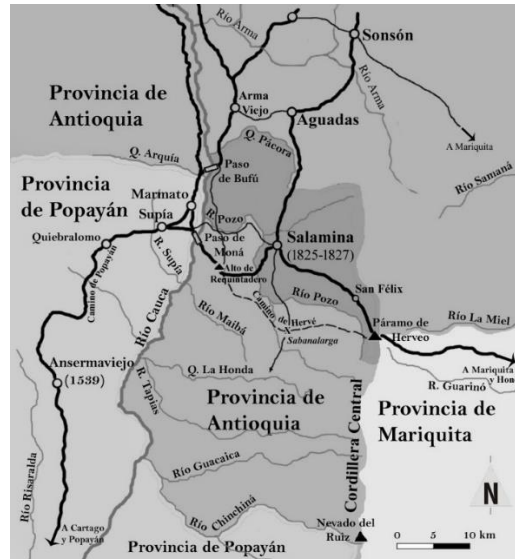 Río Arma
Sonsón
Provincia de
Antioquia
Arma
Viejo
Aguadas
Río Arma
A Mariquita
Q. Pácora
Q. Arquía
Paso
de Bufú
Río Samaná
Provincia
de Popayán
Marmato
Supía
R. Pozo
Quiebralomo
Paso de
Moná
Salamina
(1825-1827)
Alto de
Requintadero
R. Supía
Camino de Popayán
Camino de Hervé
Río Pozo
San Félix
Río Cauca
Río Maibá
Sabanalarga
Río La Miel
Páramo de
Herveo
Ansermaviejo
(1539)
Q. La Honda
R. Tapias
A Mariquita
y Hon
R. Guarinó
Provincia de
Antioquia
Cordillera Central
Provincia de
Mariquita
Río Risaralda
Río Guacaica
Río Chinchiná
Nevado del
Ruiz
N
A Cartago
y Popayán
Provincia de Popayán
0 10 km